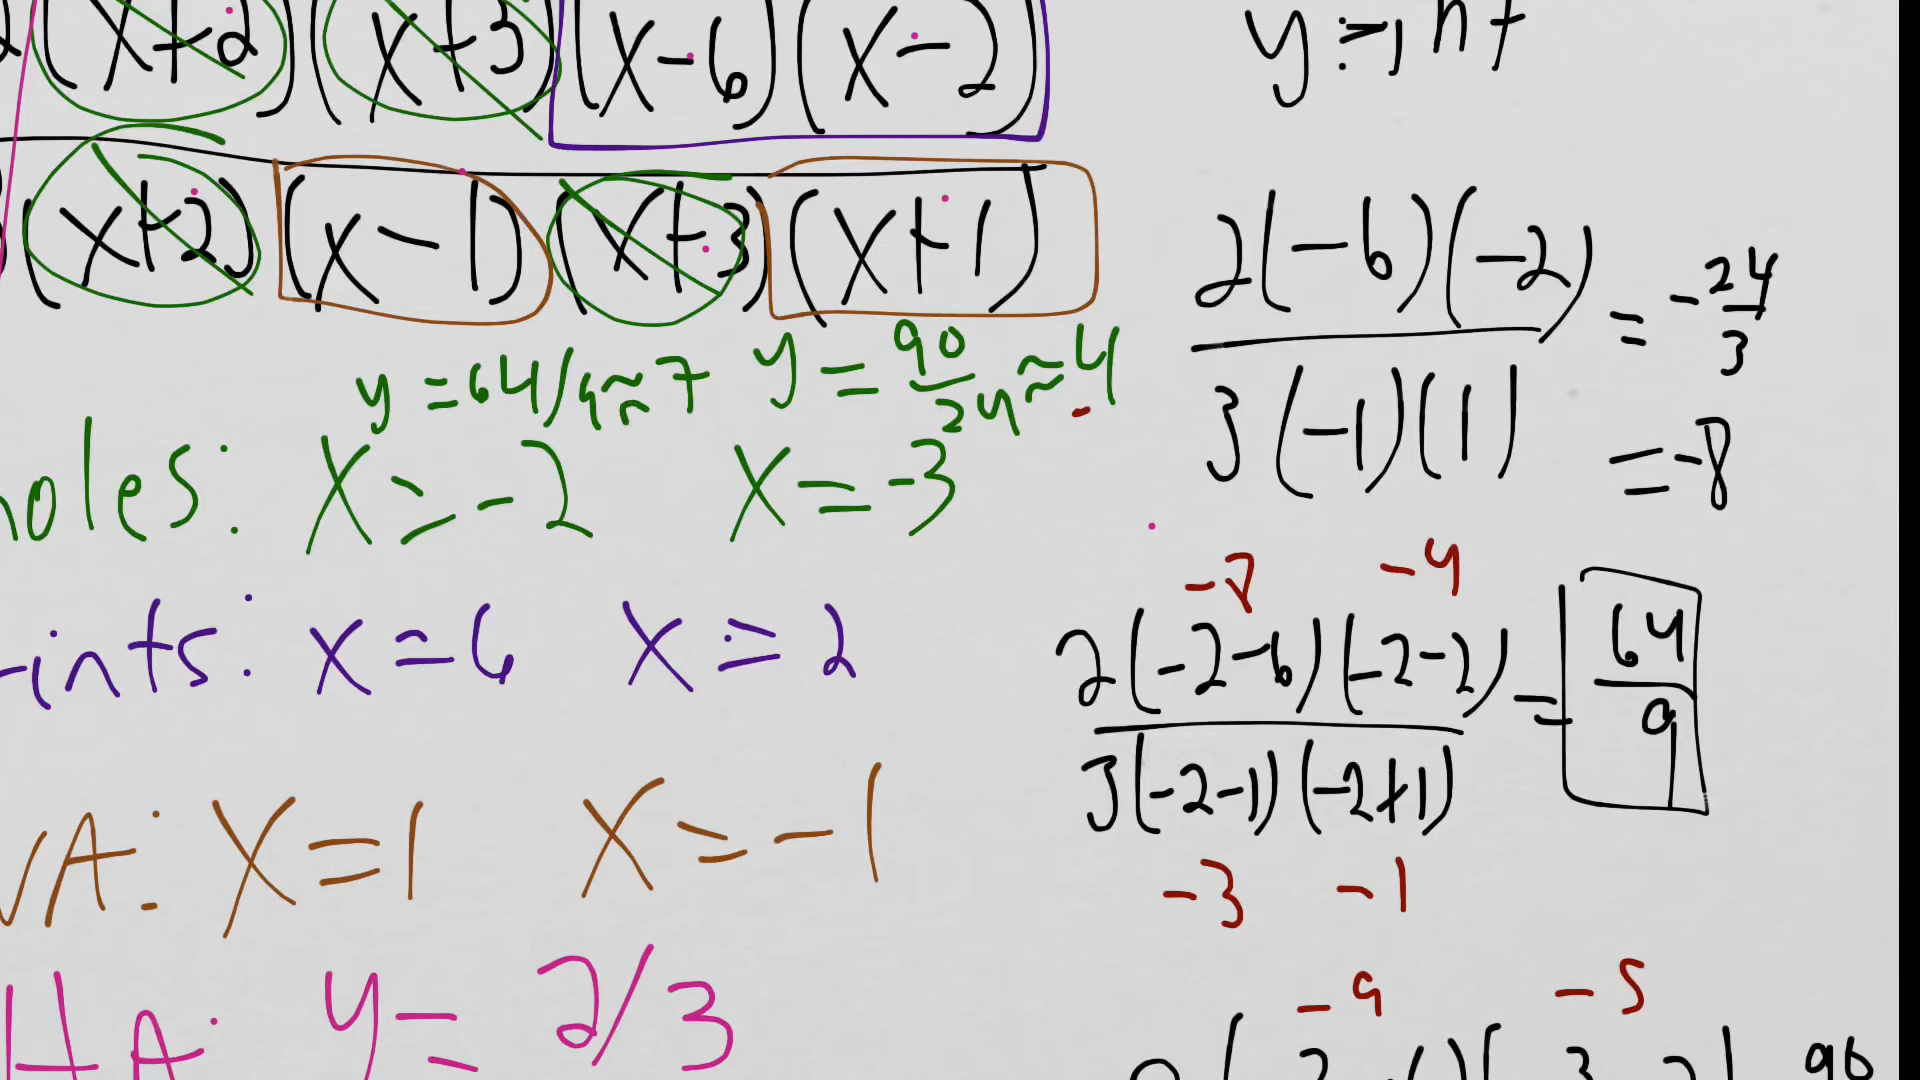 2(x+2)(x+3)(x-6)(x-2)
(x+2)(x-1)(x+3)(x+1)
y = 64/9 ≈ 7 y = 90/24 ≈ 4
holes: x = -2 x = -3
x-ints: x = 6 x = 2
VA: x = 1 x = -1
HA: y = 2/3
y-int
2(-6)(-2)
3(-1)(1)
= -24/3
= -8
-8 -4
2(-2-6)(-2-2)
3(-2-1)(-2+1)
= 64/9
-3 -1
-9 -5
90